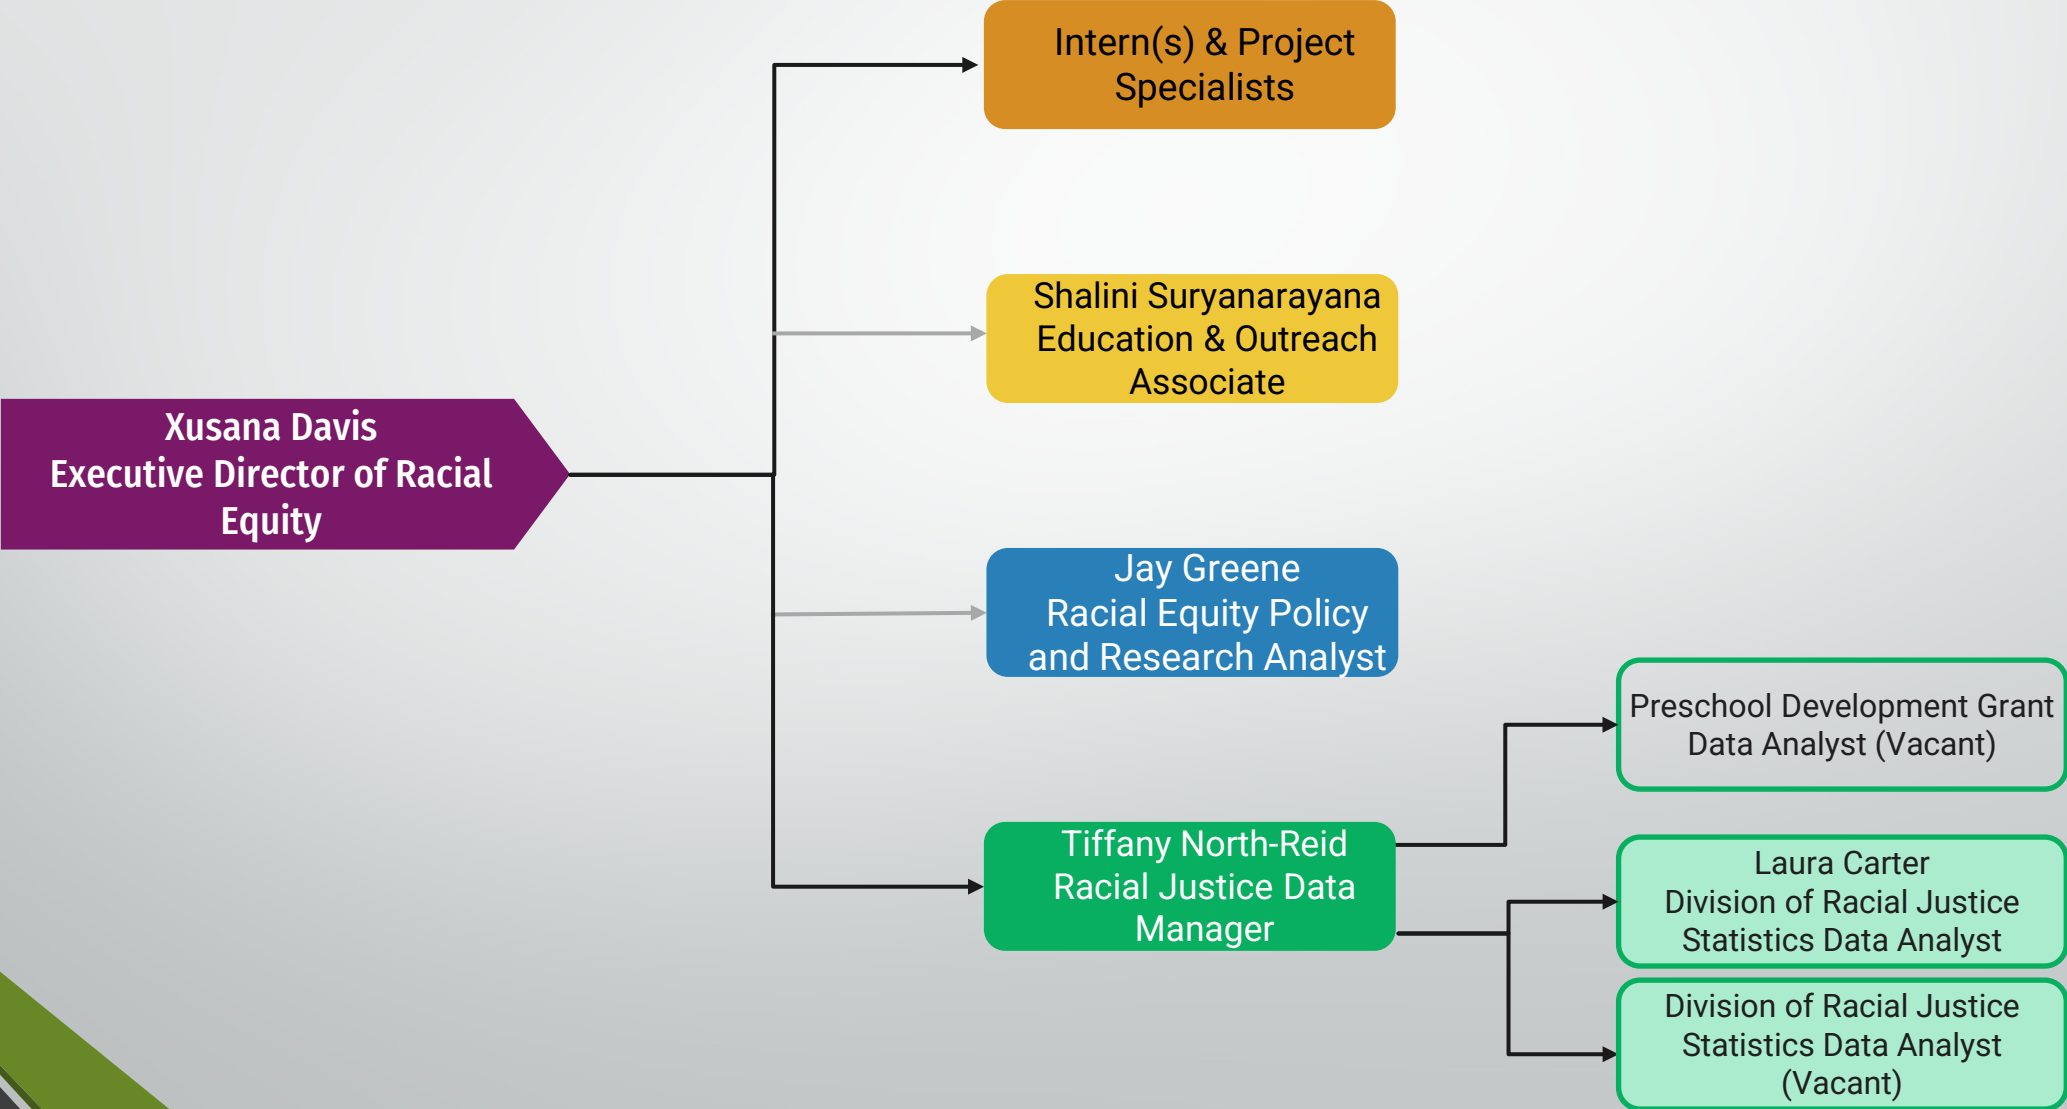 Intern(s) & Project
Specialists
Shalini Suryanarayana
Education & Outreach
Associate
Xusana Davis
Executive Director of Racial
Equity
Jay Greene
Racial Equity Policy
and Research Analyst
Preschool Development Grant
Data Analyst (Vacant)
Tiffany North-Reid
Racial Justice Data
Manager
Laura Carter
Division of Racial Justice
Statistics Data Analyst
Division of Racial Justice
Statistics Data Analyst
(Vacant)